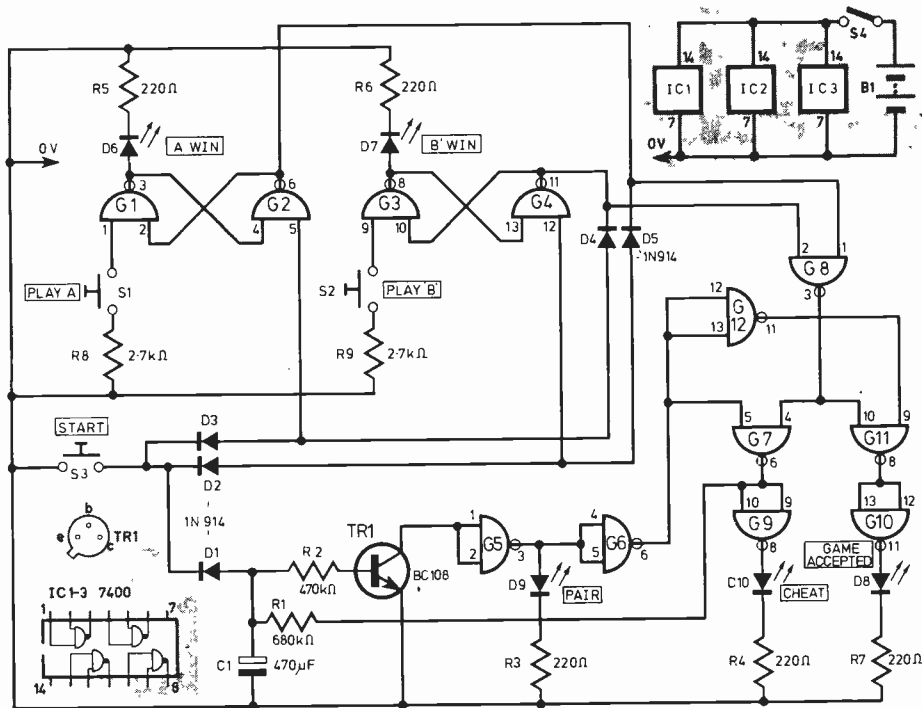 R5 220Ω
D6
A WIN
R6 220Ω
D7
B' WIN
S4
14 14 14
IC1 IC2 IC3
B1
7 7 7
0V
0V
3
G1
1 2
6
G2
4 5
8
G3
9 10
11
G4
13 12
D4 D5
1N914
2 1
G8
3
PLAY A
S1
S2
PLAY 'B'
R8 2·7kΩ
R9 2·7kΩ
12
G
12
13
11
START
S3
D3
D2
1N914
D1
5 4
G7
6
10 9
G11
8
b
e
c
TR1
IC1-3 7400
1 7
14 8
R2
470kΩ
R1
680kΩ
C1 470µF
TR1
BC108
1
2
G5
3
4
5
G6
6
D9
PAIR
R3 220Ω
10 9
G9
8
D10
CHEAT
R4 220Ω
13 12
G10
11
GAME
ACCEPTED
D8
R7 220Ω